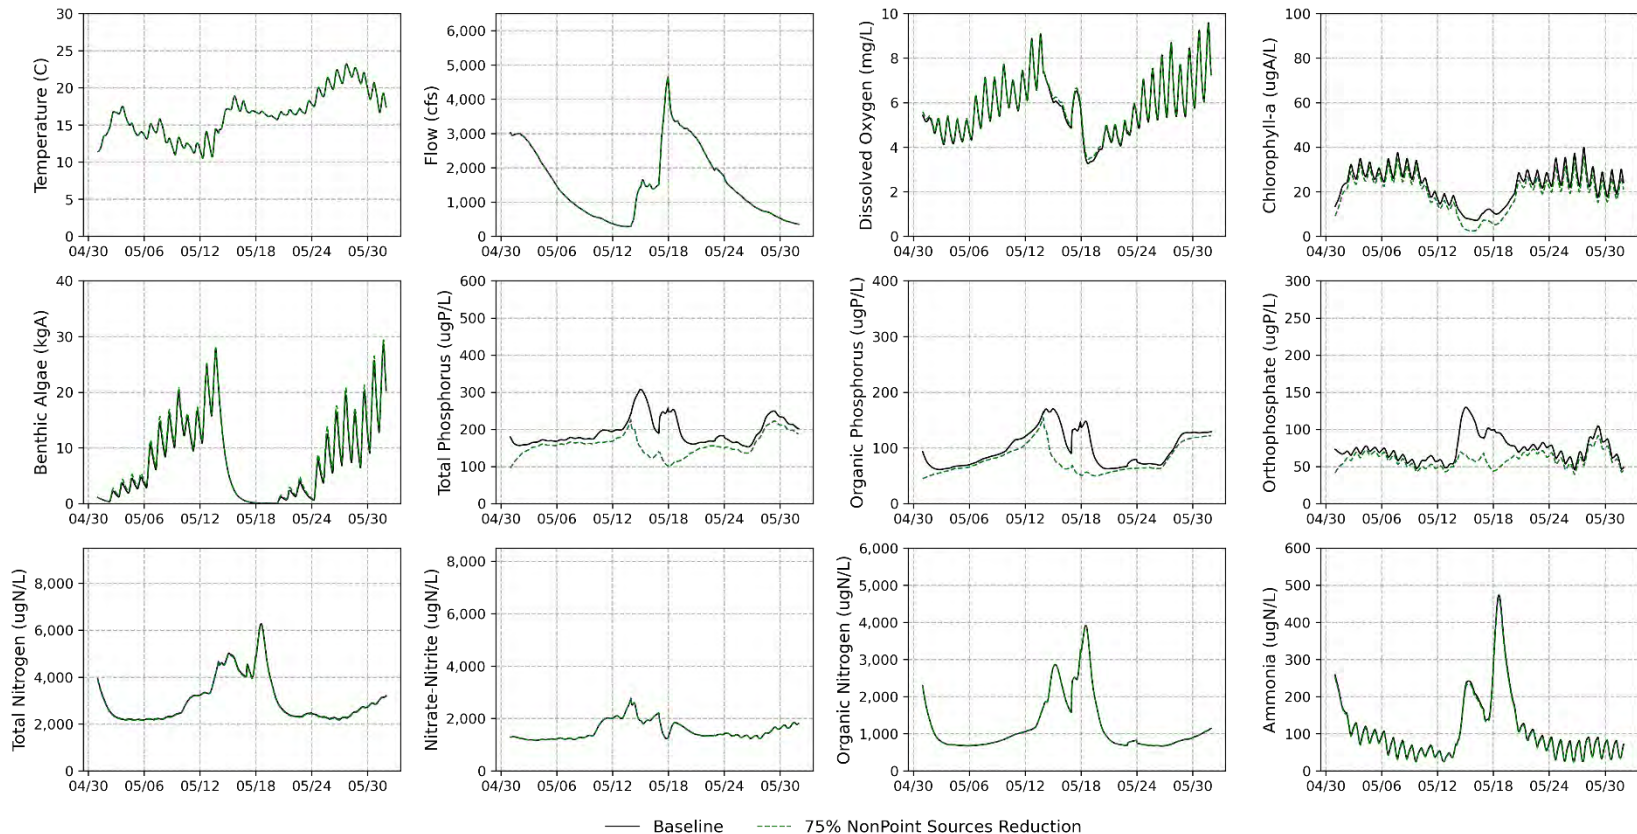 Temperature (C)
30
25
20
15
10
5
0
04/30 05/06 05/12 05/18 05/24 05/30
Flow (cfs)
6,000
5,000
4,000
3,000
2,000
1,000
0
04/30 05/06 05/12 05/18 05/24 05/30
Dissolved Oxygen (mg/L)
10
8
6
4
2
0
04/30 05/06 05/12 05/18 05/24 05/30
Chlorophyll-a (ugA/L)
100
80
60
40
20
0
04/30 05/06 05/12 05/18 05/24 05/30
Benthic Algae (kgA)
40
30
20
10
0
04/30 05/06 05/12 05/18 05/24 05/30
Total Phosphorus (ugP/L)
600
500
400
300
200
100
0
04/30 05/06 05/12 05/18 05/24 05/30
Organic Phosphorus (ugP/L)
400
300
200
100
0
04/30 05/06 05/12 05/18 05/24 05/30
Orthophosphate (ugP/L)
300
250
200
150
100
50
0
04/30 05/06 05/12 05/18 05/24 05/30
Total Nitrogen (ugN/L)
8,000
6,000
4,000
2,000
0
04/30 05/06 05/12 05/18 05/24 05/30
Nitrate-Nitrite (ugN/L)
8,000
6,000
4,000
2,000
0
04/30 05/06 05/12 05/18 05/24 05/30
Organic Nitrogen (ugN/L)
6,000
5,000
4,000
3,000
2,000
1,000
0
04/30 05/06 05/12 05/18 05/24 05/30
Ammonia (ugN/L)
600
500
400
300
200
100
0
04/30 05/06 05/12 05/18 05/24 05/30
Baseline 75% NonPoint Sources Reduction